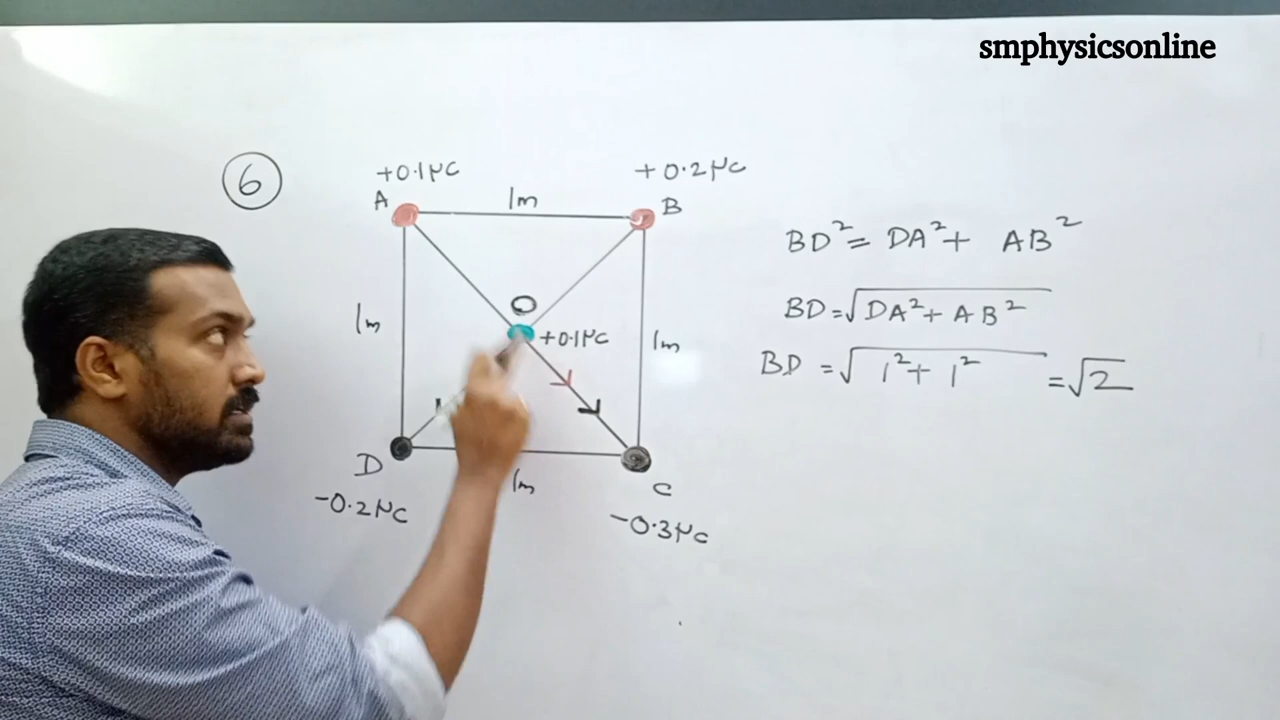 smphysicsonline
6
+0.1μC
+0.2μC
A
1m
B
BD²= DA²+ AB²
O
1m
+0.1μC
1m
BD=√DA²+AB²
BD =√1²+1² =√2
D
1m
C
-0.2μC
-0.3μC